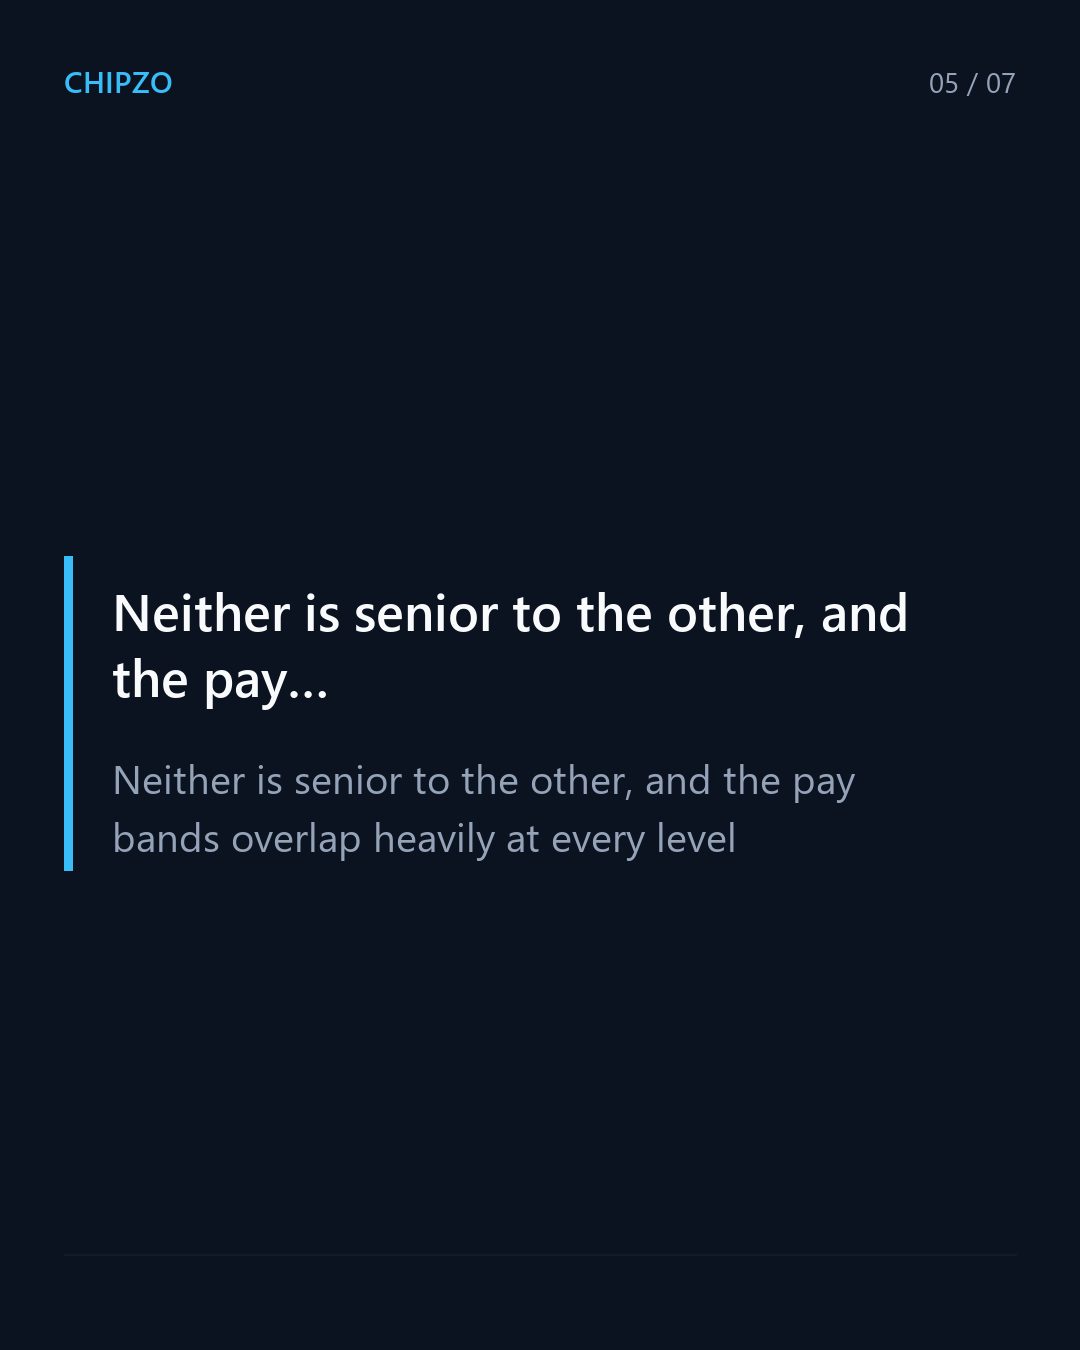 CHIPZO
05 / 07
Neither is senior to the other, and
the pay…
Neither is senior to the other, and the pay
bands overlap heavily at every level